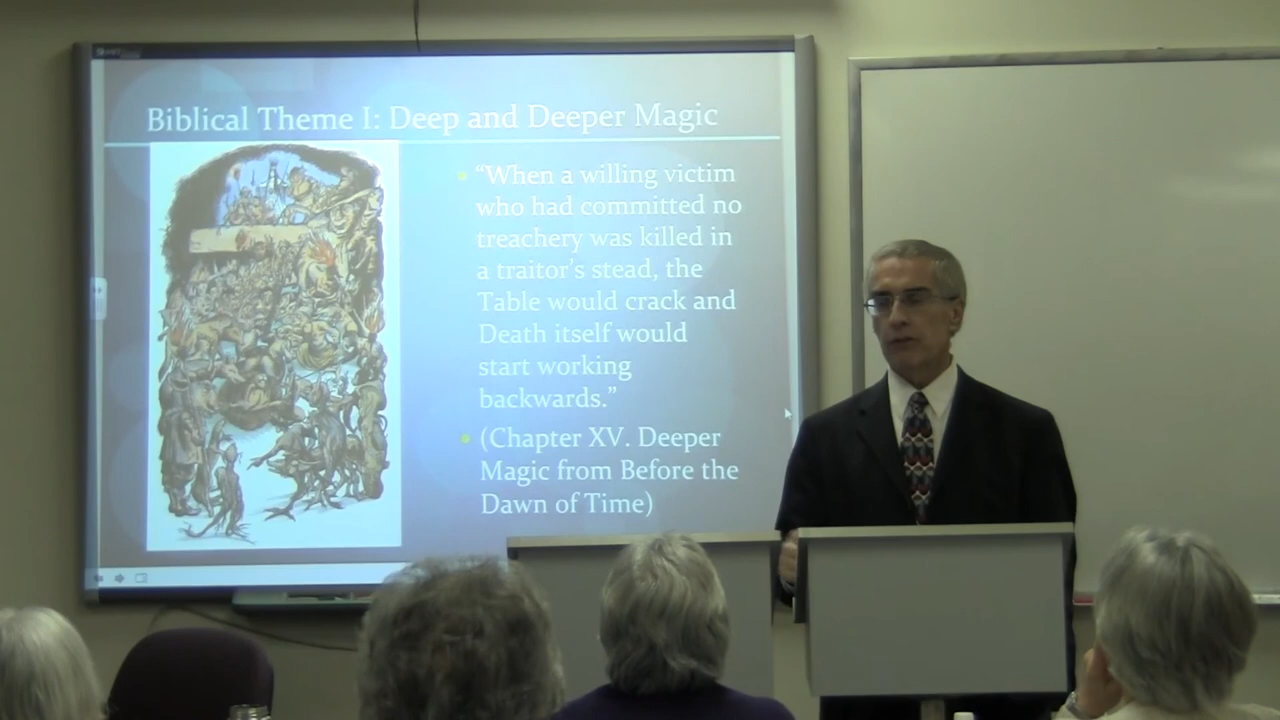 Biblical Theme I: Deep and Deeper Magic
“When a willing victim
who had committed no
treachery was killed in
a traitor’s stead, the
Table would crack and
Death itself would
start working
backwards.”
(Chapter XV. Deeper
Magic from Before the
Dawn of Time)